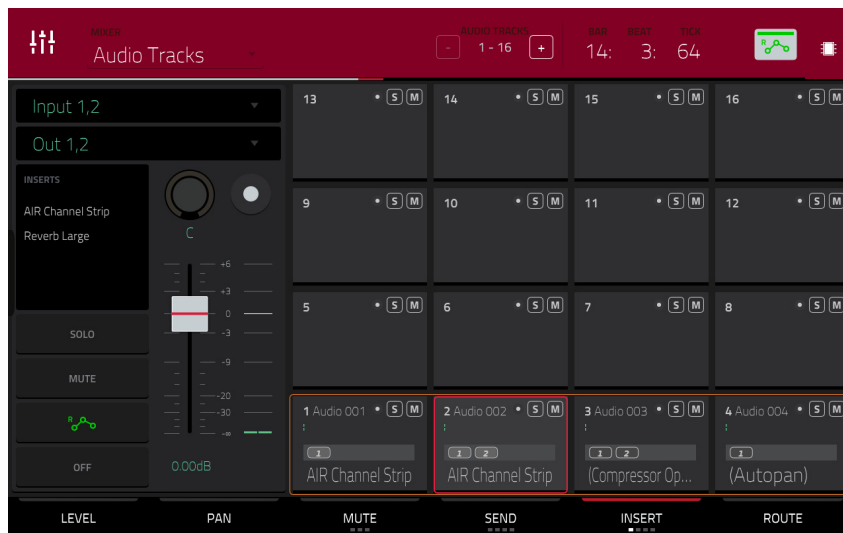 MIXER
Audio Tracks
AUDIO TRACKS
- 1 - 16 +
BAR BEAT TICK
14: 3: 64
R
Input 1,2
Out 1,2
INSERTS
AIR Channel Strip
Reverb Large
C
+6
+3
0
-3
-9
-20
-30
-∞
0.00dB
SOLO
MUTE
R
OFF
13 S M
14 S M
15 S M
16 S M
9 S M
10 S M
11 S M
12 S M
5 S M
6 S M
7 S M
8 S M
1 Audio 001 S M
1
AIR Channel Strip
2 Audio 002 S M
1 2
AIR Channel Strip
3 Audio 003 S M
1 2
(Compressor Op...
4 Audio 004 S M
1
(Autopan)
LEVEL PAN MUTE SEND INSERT ROUTE